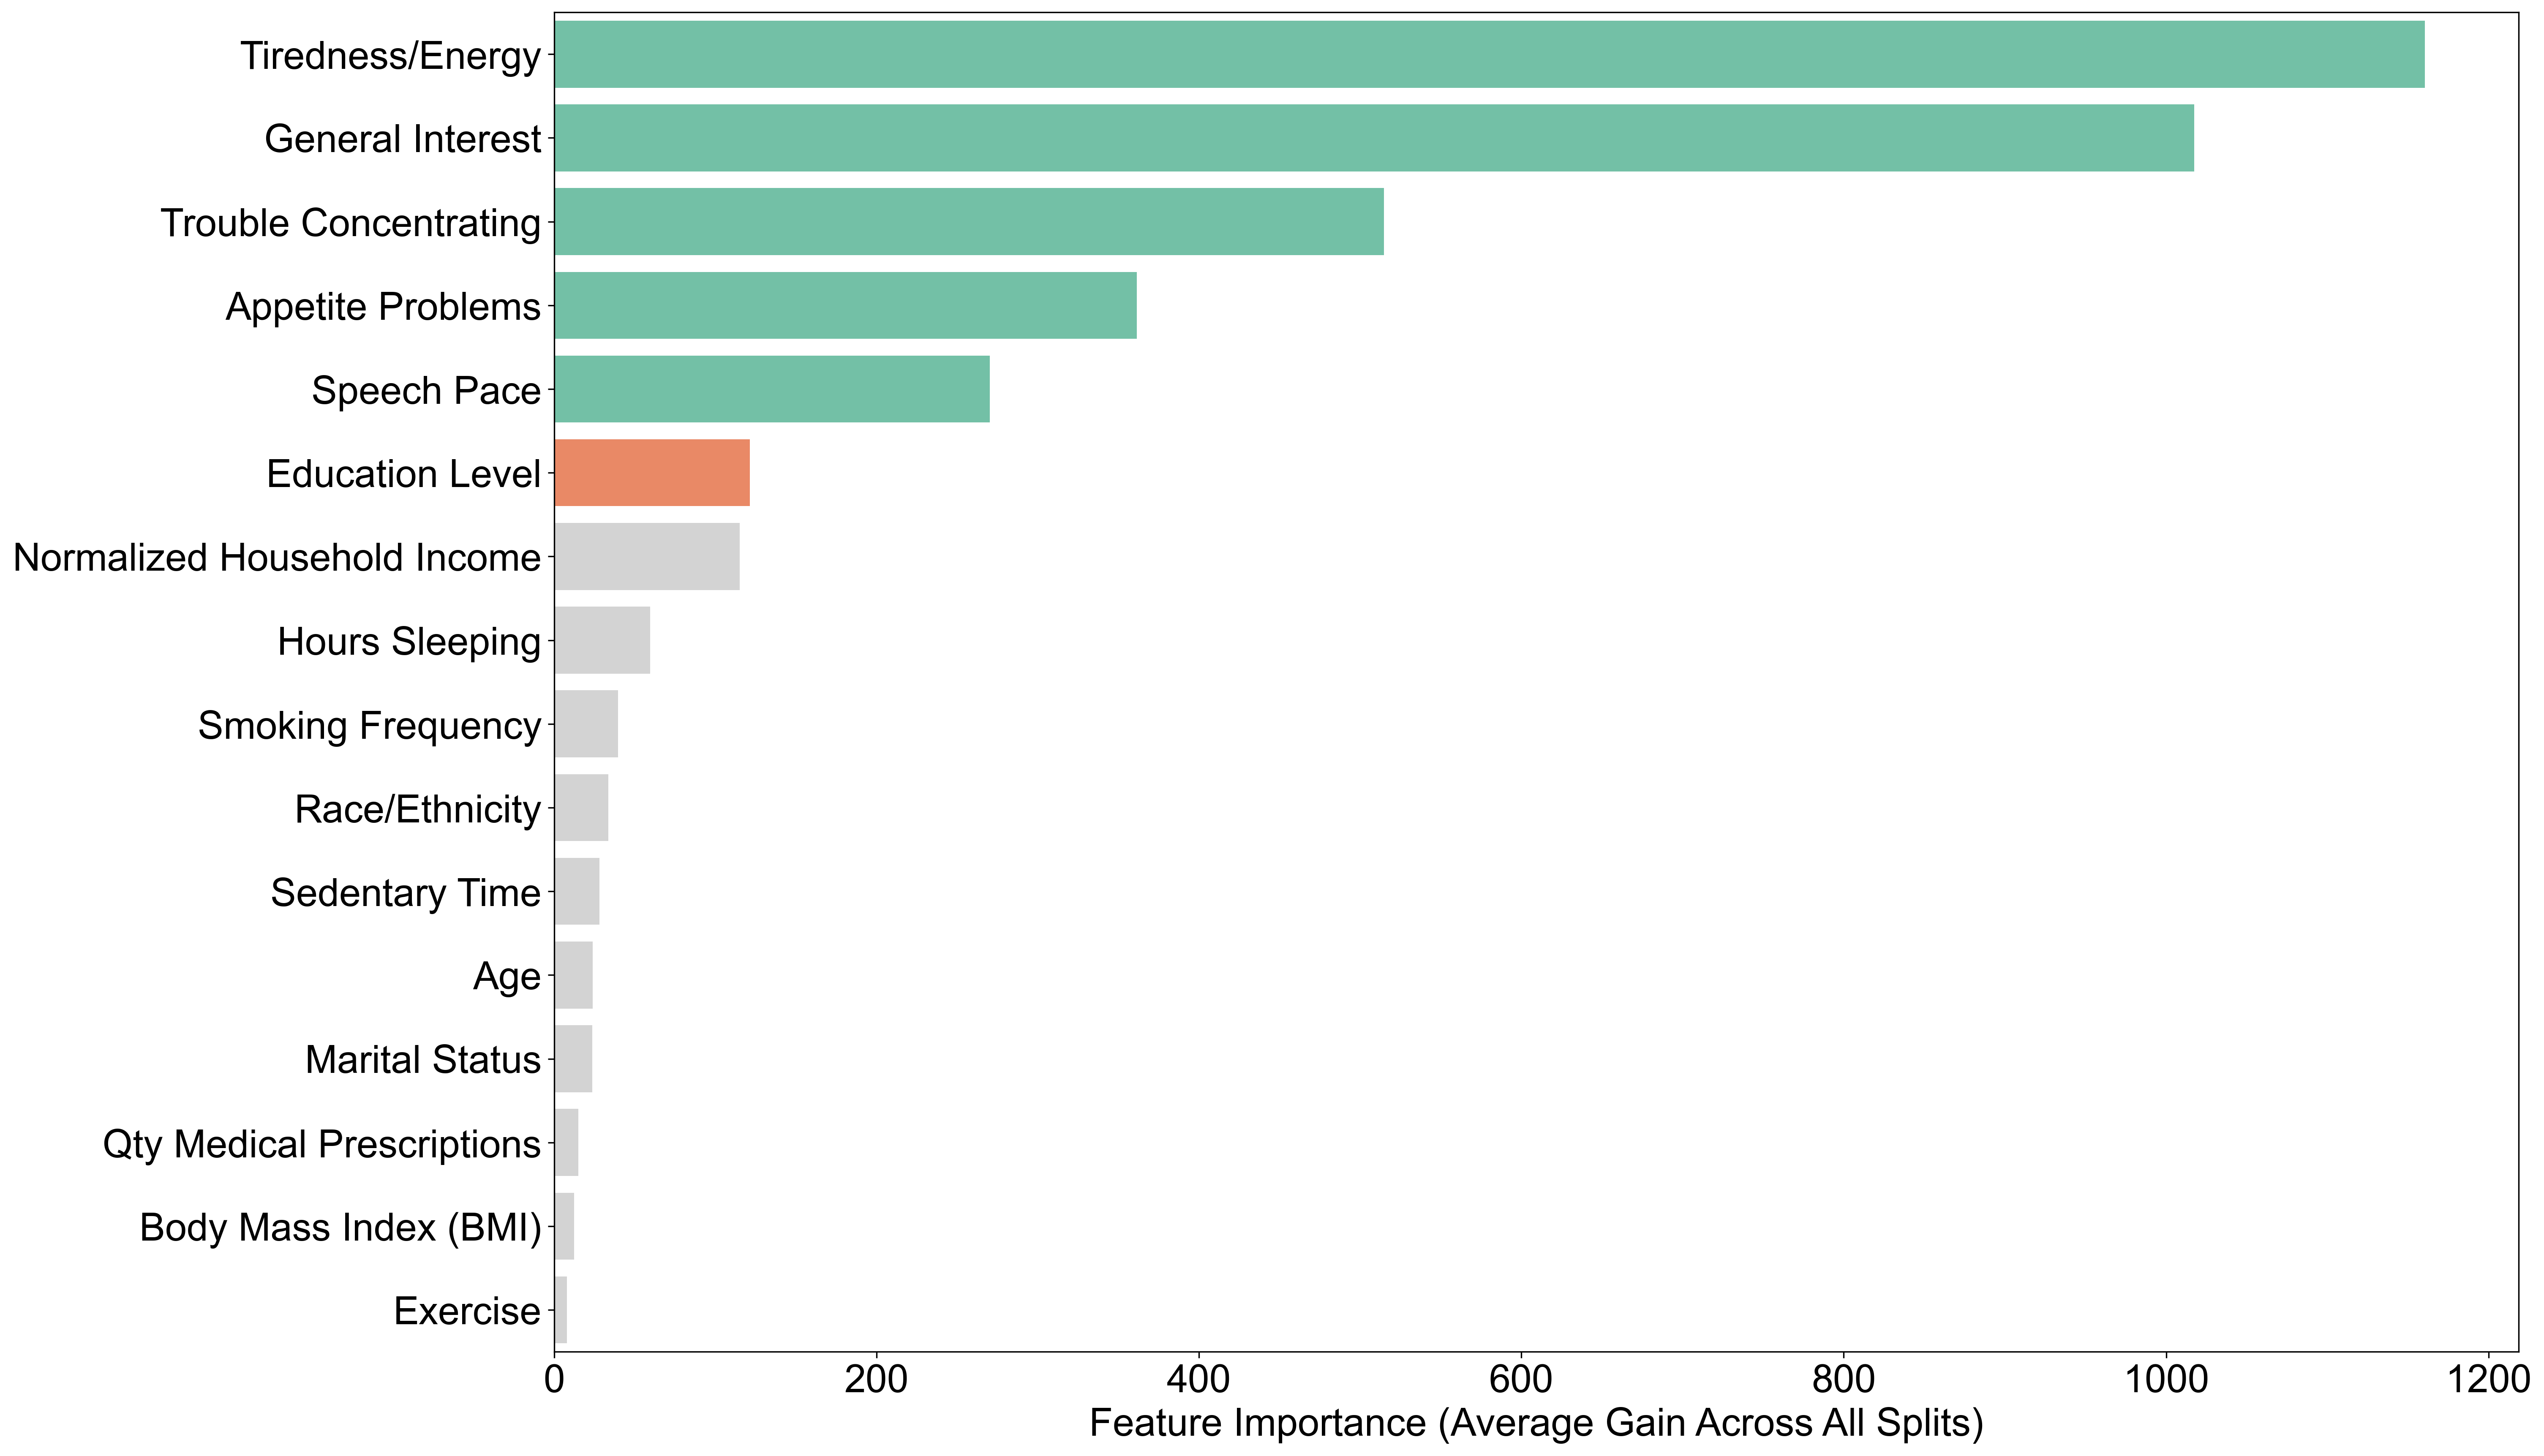 Tiredness/Energy
General Interest
Trouble Concentrating
Appetite Problems
Speech Pace
Education Level
Normalized Household Income
Hours Sleeping
Smoking Frequency
Race/Ethnicity
Sedentary Time
Age
Marital Status
Qty Medical Prescriptions
Body Mass Index (BMI)
Exercise
0 200 400 600 800 1000 1200
Feature Importance (Average Gain Across All Splits)